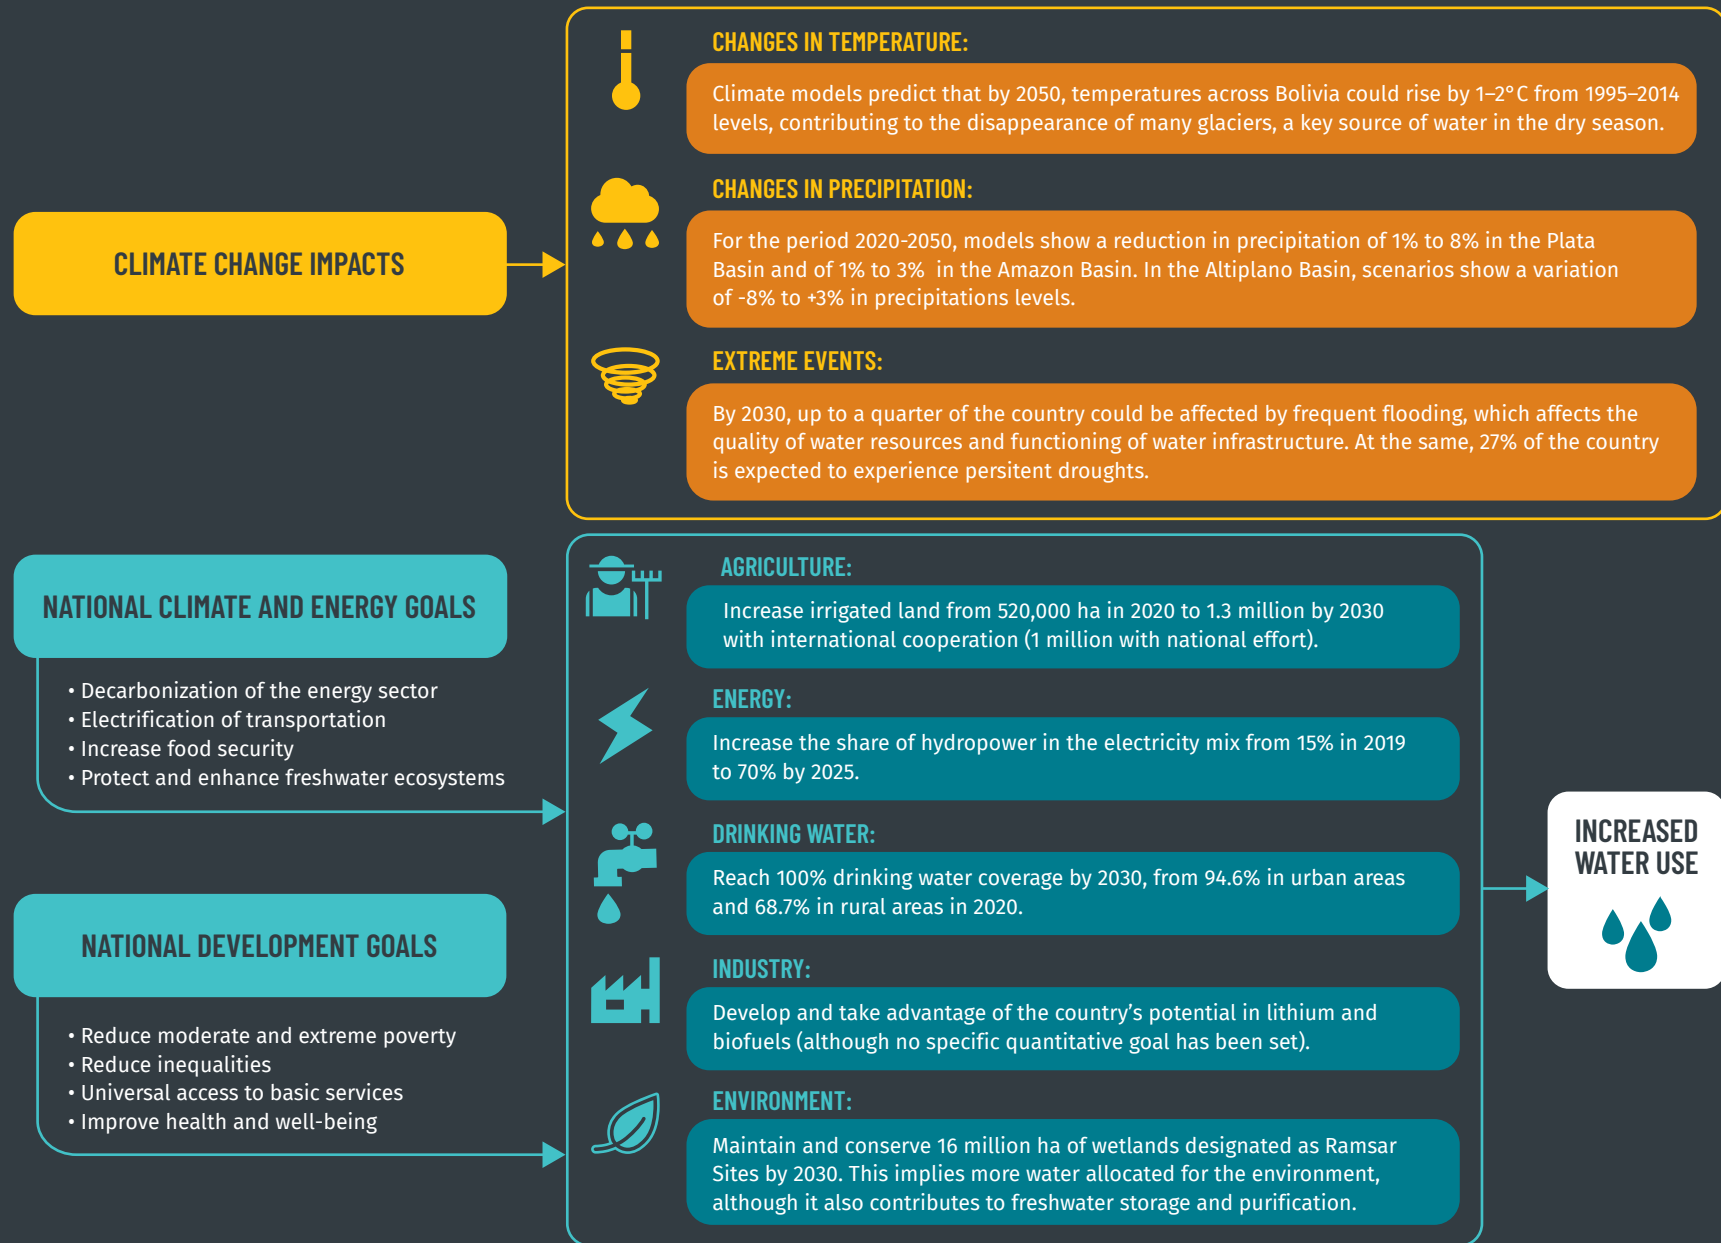 CLIMATE CHANGE IMPACTS
CHANGES IN TEMPERATURE:
Climate models predict that by 2050, temperatures across Bolivia could rise by 1–2°C from 1995–2014
levels, contributing to the disappearance of many glaciers, a key source of water in the dry season.
CHANGES IN PRECIPITATION:
For the period 2020-2050, models show a reduction in precipitation of 1% to 8% in the Plata
Basin and of 1% to 3% in the Amazon Basin. In the Altiplano Basin, scenarios show a variation
of -8% to +3% in precipitations levels.
EXTREME EVENTS:
By 2030, up to a quarter of the country could be affected by frequent flooding, which affects the
quality of water resources and functioning of water infrastructure. At the same, 27% of the country
is expected to experience persitent droughts.
NATIONAL CLIMATE AND ENERGY GOALS
• Decarbonization of the energy sector
• Electrification of transportation
• Increase food security
• Protect and enhance freshwater ecosystems
NATIONAL DEVELOPMENT GOALS
• Reduce moderate and extreme poverty
• Reduce inequalities
• Universal access to basic services
• Improve health and well-being
AGRICULTURE:
Increase irrigated land from 520,000 ha in 2020 to 1.3 million by 2030
with international cooperation (1 million with national effort).
ENERGY:
Increase the share of hydropower in the electricity mix from 15% in 2019
to 70% by 2025.
DRINKING WATER:
Reach 100% drinking water coverage by 2030, from 94.6% in urban areas
and 68.7% in rural areas in 2020.
INDUSTRY:
Develop and take advantage of the country's potential in lithium and
biofuels (although no specific quantitative goal has been set).
ENVIRONMENT:
Maintain and conserve 16 million ha of wetlands designated as Ramsar
Sites by 2030. This implies more water allocated for the environment,
although it also contributes to freshwater storage and purification.
INCREASED
WATER USE